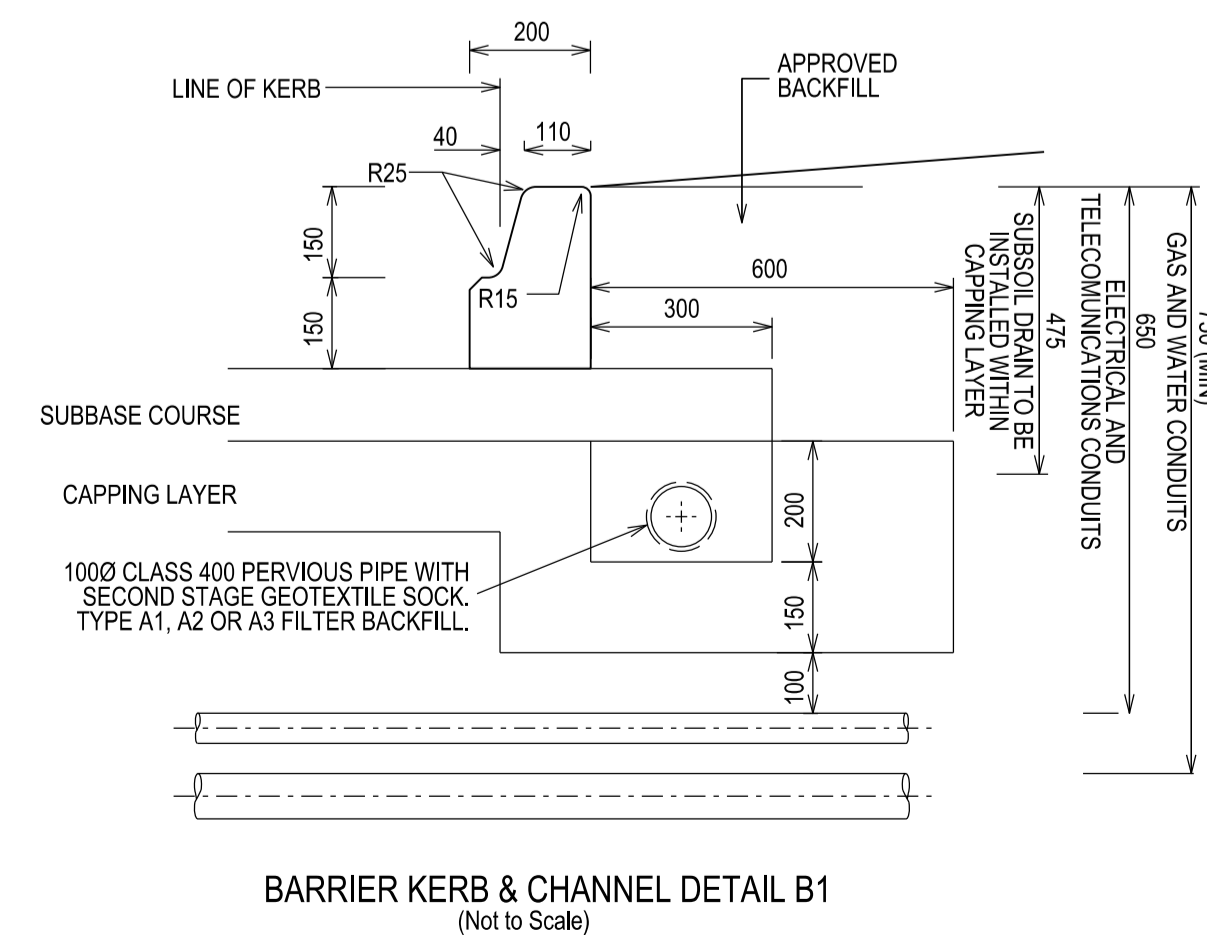 200
LINE OF KERB
APPROVED
BACKFILL
40
110
R25
150
R15
150
600
300
SUBSOIL DRAIN TO BE
INSTALLED WITHIN
CAPPING LAYER
475
ELECTRICAL AND
TELECOMUNICATIONS CONDUITS
650
GAS AND WATER CONDUITS
(MIN)
SUBBASE COURSE
CAPPING LAYER
200
100Ø CLASS 400 PERVIOUS PIPE WITH
SECOND STAGE GEOTEXTILE SOCK.
TYPE A1, A2 OR A3 FILTER BACKFILL.
150
100
BARRIER KERB & CHANNEL DETAIL B1
(Not to Scale)